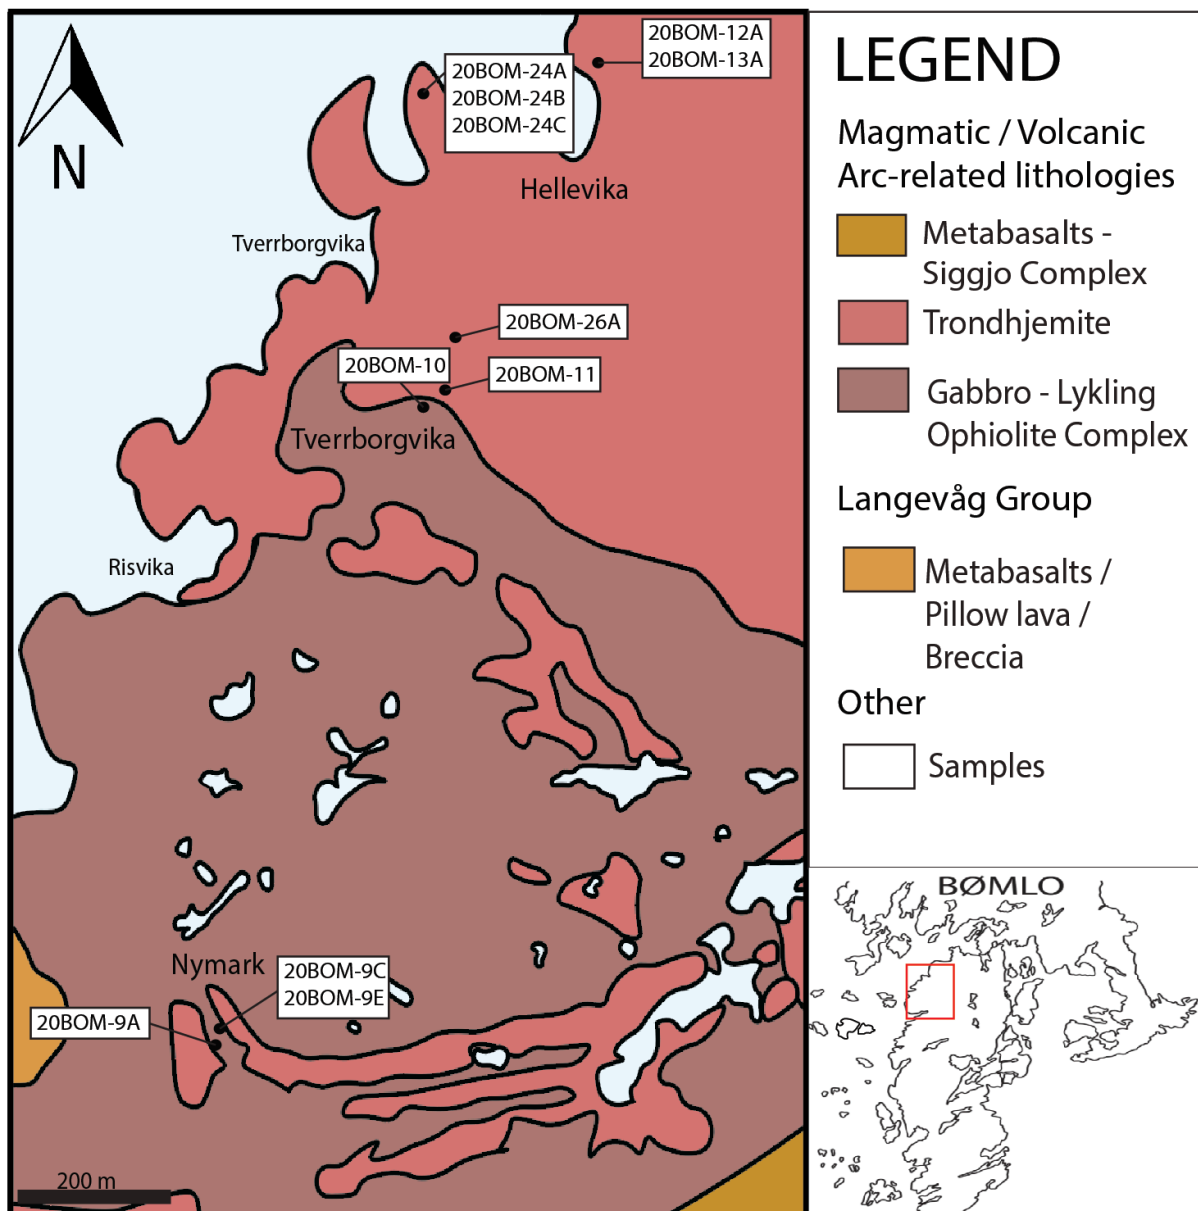 20BOM-12A
20BOM-13A
20BOM-24A
20BOM-24B
20BOM-24C
N
Hellevika
Tverrborgvika
20BOM-26A
20BOM-10
20BOM-11
Tverrborgvika
Risvika
Nymark
20BOM-9C
20BOM-9E
20BOM-9A
200 m
LEGEND
Magmatic / Volcanic
Arc-related lithologies
Metabasalts -
Siggjo Complex
Trondhjemite
Gabbro - Lykling
Ophiolite Complex
Langevåg Group
Metabasalts /
Pillow lava /
Breccia
Other
Samples
BØMLO